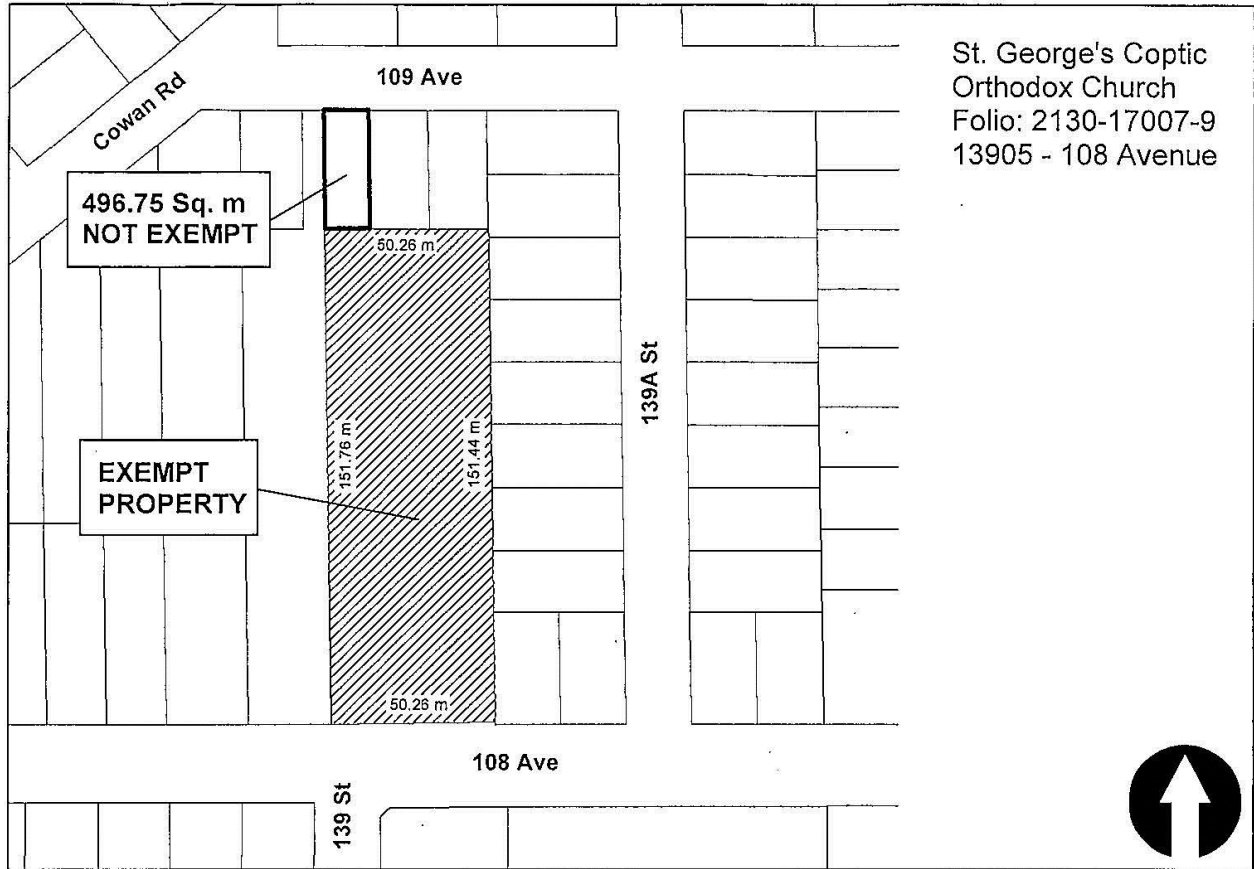 St. George's Coptic
Orthodox Church
Folio: 2130-17007-9
13905 - 108 Avenue
109 Ave
Cowan Rd
496.75 Sq. m
NOT EXEMPT
50.26 m
139A St
151.76 m
151.44 m
EXEMPT
PROPERTY
50.26 m
108 Ave
139 St